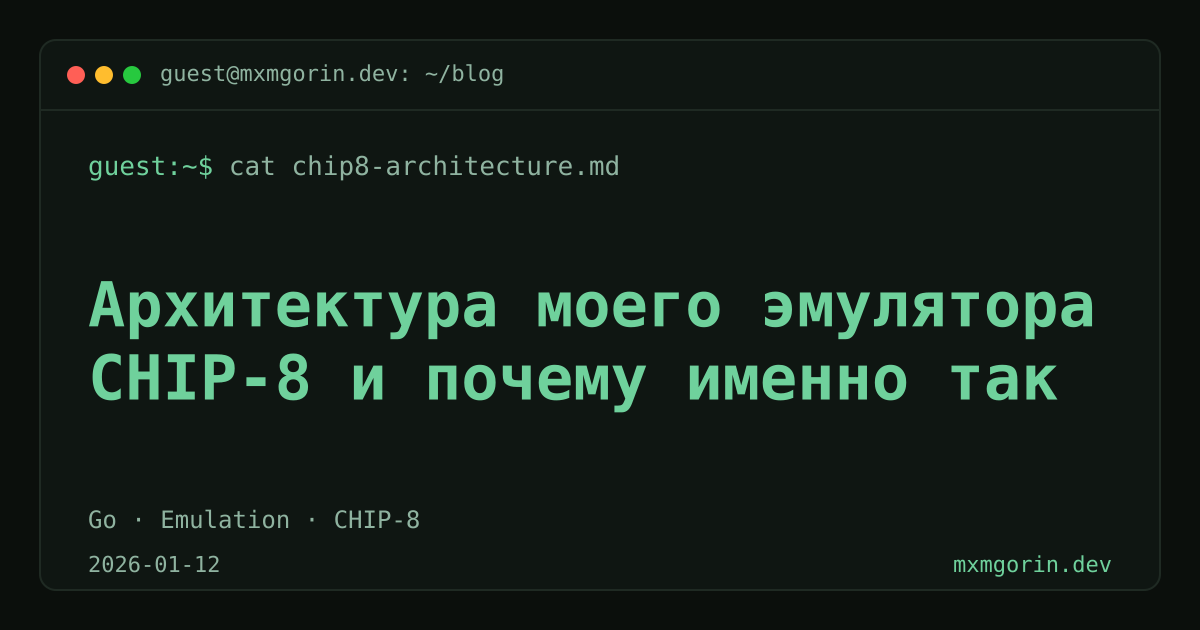 guest@mxmgorin.dev: ~/blog
guest:~$ cat chip8-architecture.md
Архитектура моего эмулятора
CHIP-8 и почему именно так
Go · Emulation · CHIP-8
2026-01-12
mxmgorin.dev